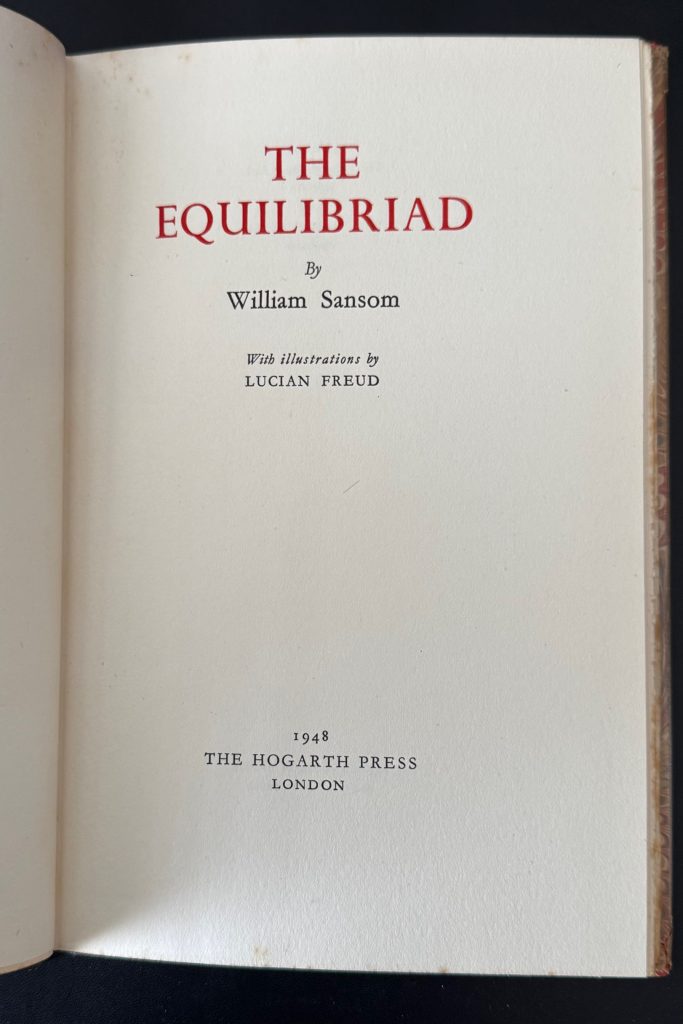 THE
EQUILIBRIAD
By
William Sansom
With illustrations by
LUCIAN FREUD
1948
THE HOGARTH PRESS
LONDON